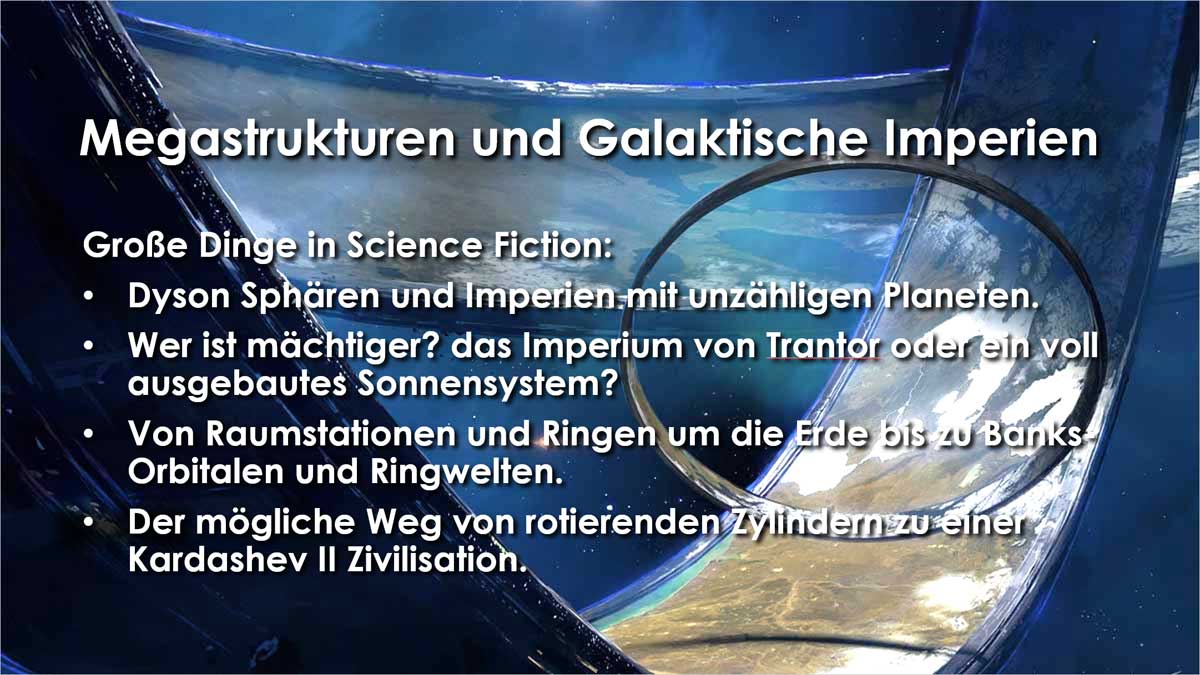 Megastrukturen und Galaktische Imperien
Große Dinge in Science Fiction:
• Dyson Sphären und Imperien mit unzähligen Planeten.
• Wer ist mächtiger? das Imperium von Trantor oder ein voll
ausgebautes Sonnensystem?
• Von Raumstationen und Ringen um die Erde bis zu Banks-
Orbitalen und Ringwelten.
• Der mögliche Weg von rotierenden Zylindern zu einer
Kardashev II Zivilisation.